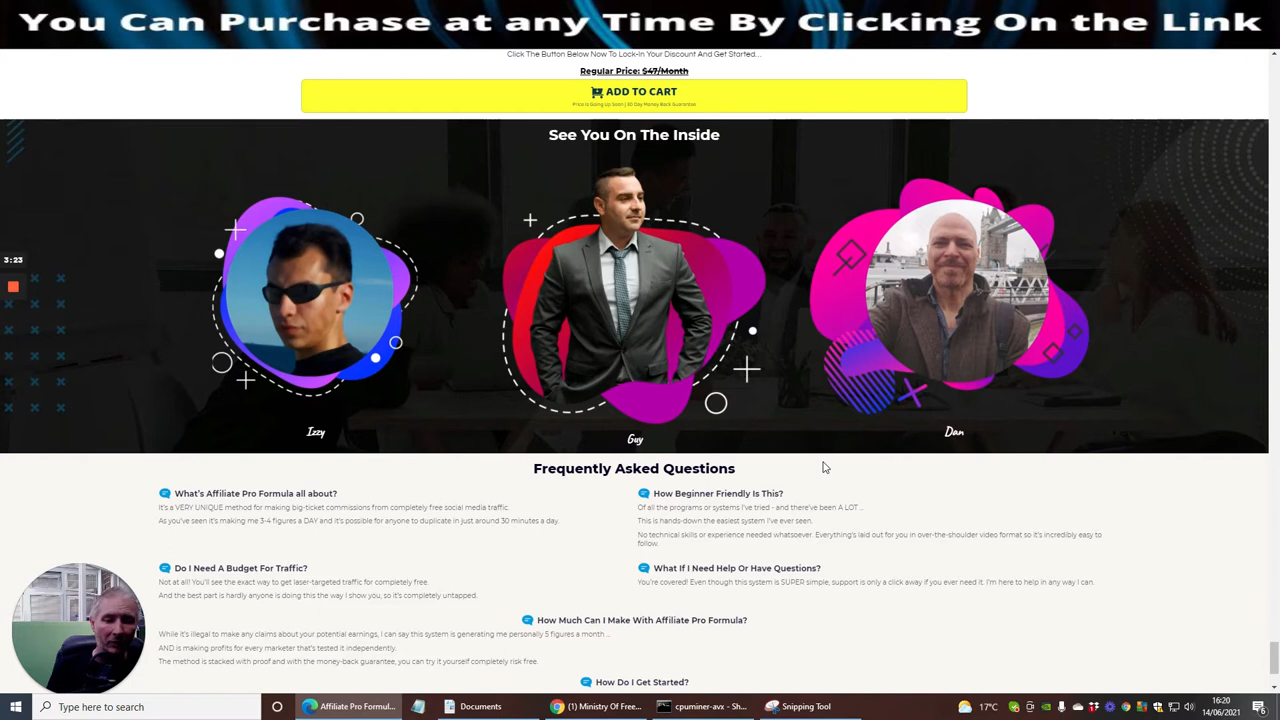 You Can Purchase at any Time By Clicking On the Link
Click The Button Below Now To Lock-In Your Discount And Get Started...
Regular Price: $47/Month
ADD TO CART
Price Is Going Up Soon | 30 Day Money Back Guarantee
See You On The Inside
3:23
Izzy
Guy
Dan
Frequently Asked Questions
What's Affiliate Pro Formula all about?
It's a VERY UNIQUE method for making big-ticket commissions from completely free social media traffic.
As you've seen it's making me 3-4 figures a DAY and it's possible for anyone to duplicate in just around 30 minutes a day.
How Beginner Friendly Is This?
Of all the programs or systems I've tried - and there've been A LOT ...
This is hands-down the easiest system I've ever seen.
No technical skills or experience needed whatsoever. Everything's laid out for you in over-the-shoulder video format so it's incredibly easy to
follow.
Do I Need A Budget For Traffic?
Not at all! You'll see the exact way to get laser-targeted traffic for completely free.
And the best part is hardly anyone is doing this the way I show you, so it's completely untapped.
What If I Need Help Or Have Questions?
You're covered! Even though this system is SUPER simple, support is only a click away if you ever need it. I'm here to help in any way I can.
How Much Can I Make With Affiliate Pro Formula?
While it's illegal to make any claims about your potential earnings, I can say this system is generating me personally 5 figures a month ...
AND is making profits for every marketer that's tested it independently.
The method is stacked with proof and with the money-back guarantee, you can try it yourself completely risk free.
How Do I Get Started?
Type here to search
Affiliate Pro Formul...
Documents
(1) Ministry Of Free...
cpuminer-avx - Sh...
Snipping Tool
17°C
16:20
14/06/2021